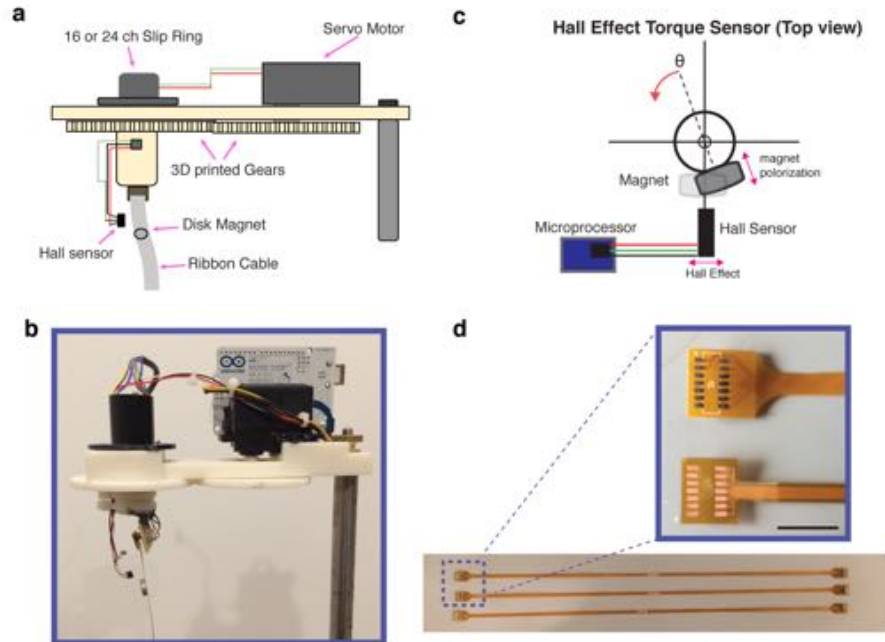 a
16 or 24 ch Slip Ring
Servo Motor
3D printed Gears
Hall sensor
Disk Magnet
Ribbon Cable
b
c
Hall Effect Torque Sensor (Top view)
θ
magnet
polorization
Magnet
Hall Sensor
Microprocessor
Hall Effect
d